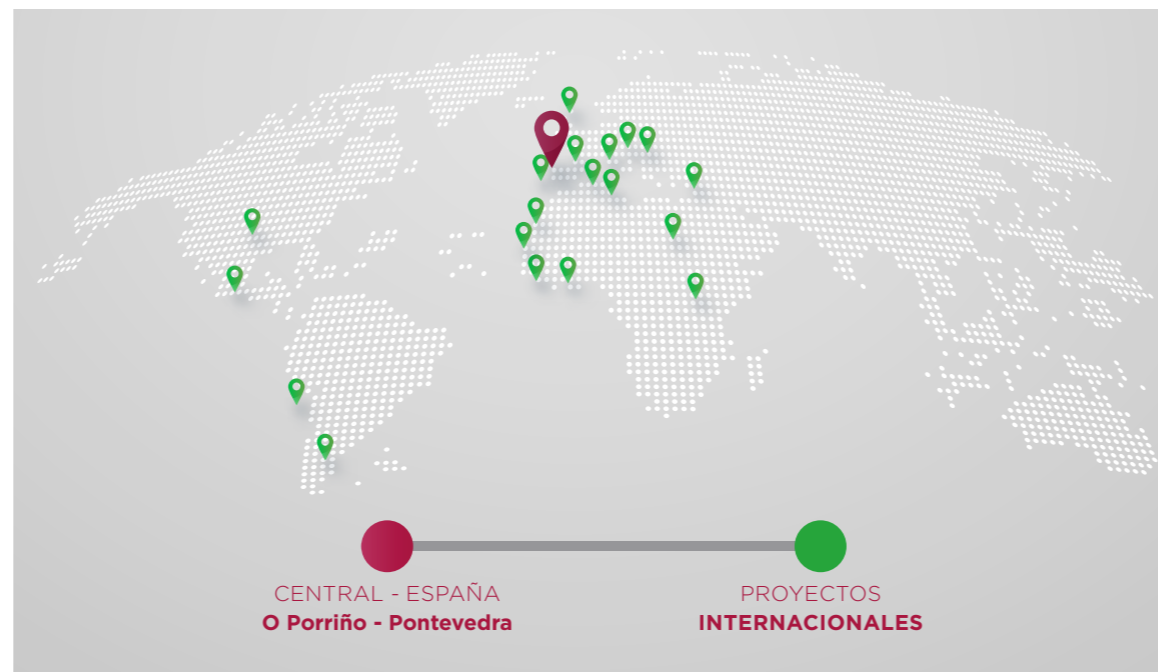 CENTRAL - ESPAÑA
O Porriño - Pontevedra
PROYECTOS
INTERNACIONALES